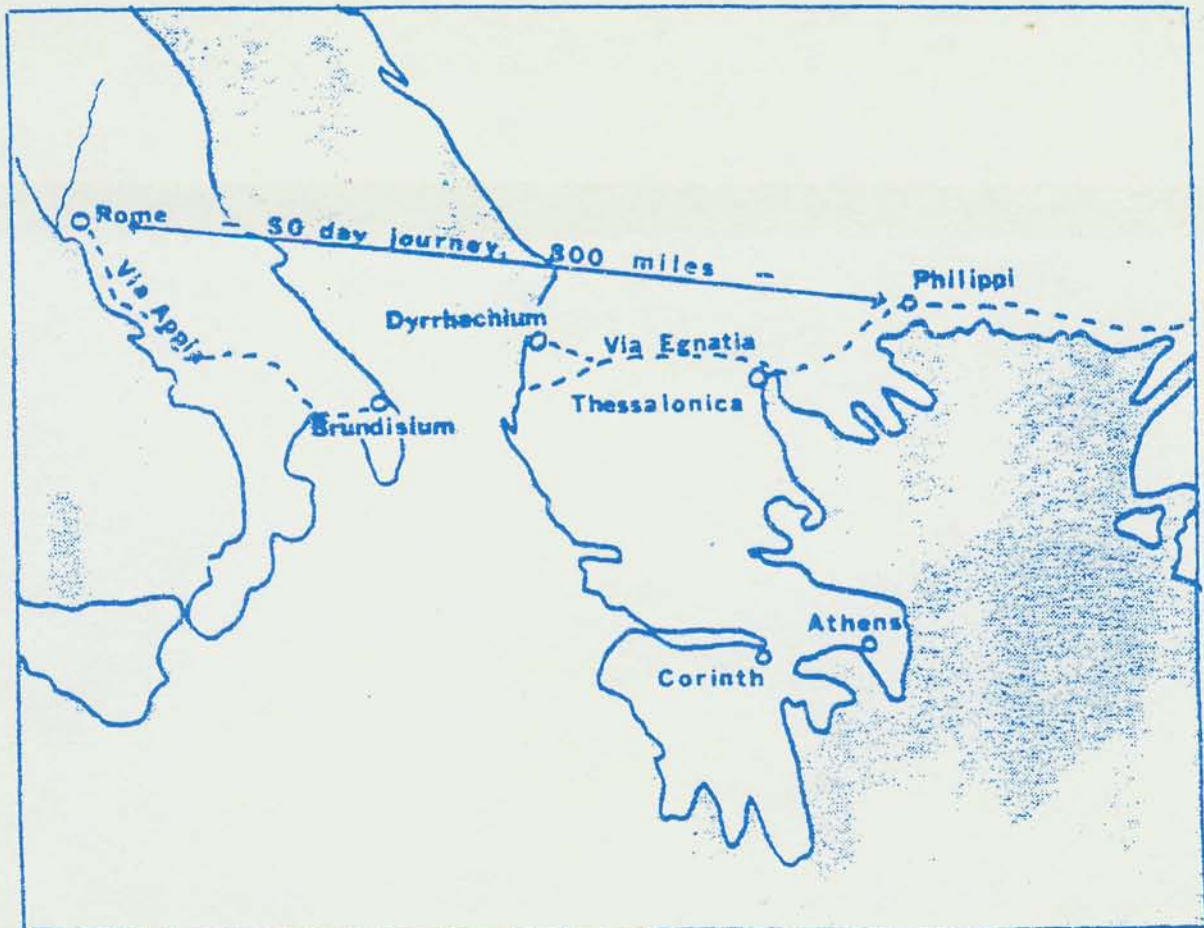 Rome
- 30 day journey, 800 miles -
Philippi
Via Appia
Dyrrhachium
Via Egnatia
Thessalonica
Brundisium
Athens
Corinth